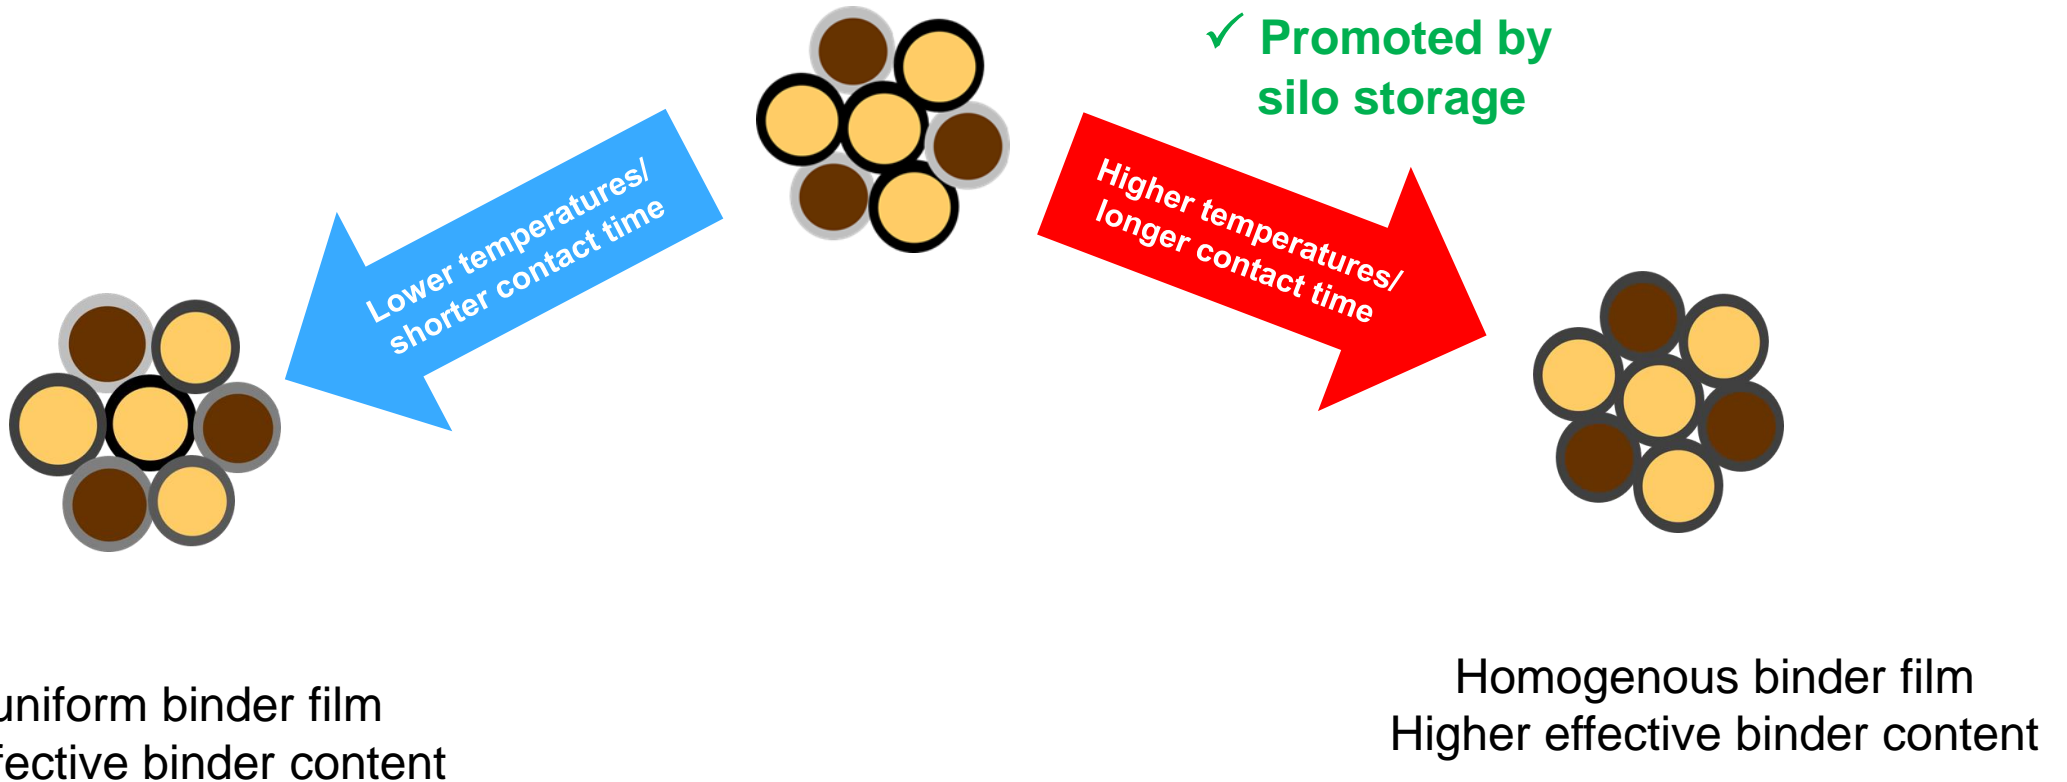 ✓ Promoted by
silo storage
Lower temperatures/
shorter contact time
Higher temperatures/
longer contact time
uniform binder film
binder content
Homogenous binder film
Higher effective binder content